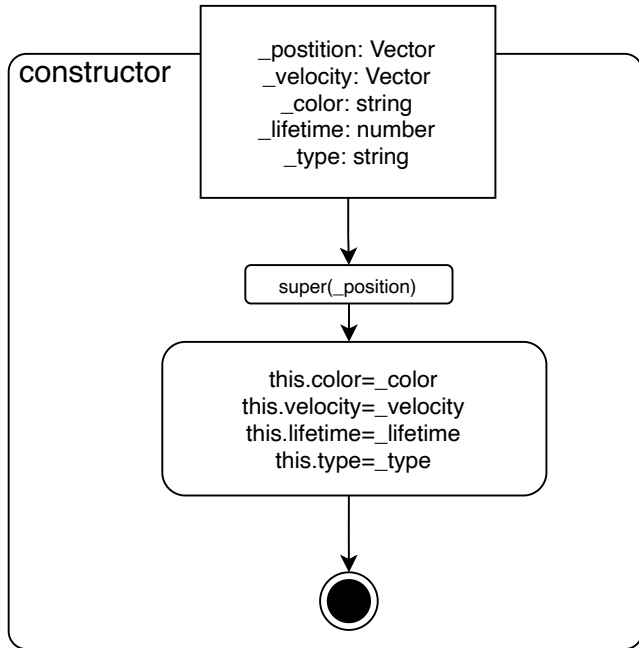 constructor
_postition: Vector
_velocity: Vector
_color: string
_lifetime: number
_type: string
super(_position)
this.color=_color
this.velocity=_velocity
this.lifetime=_lifetime
this.type=_type